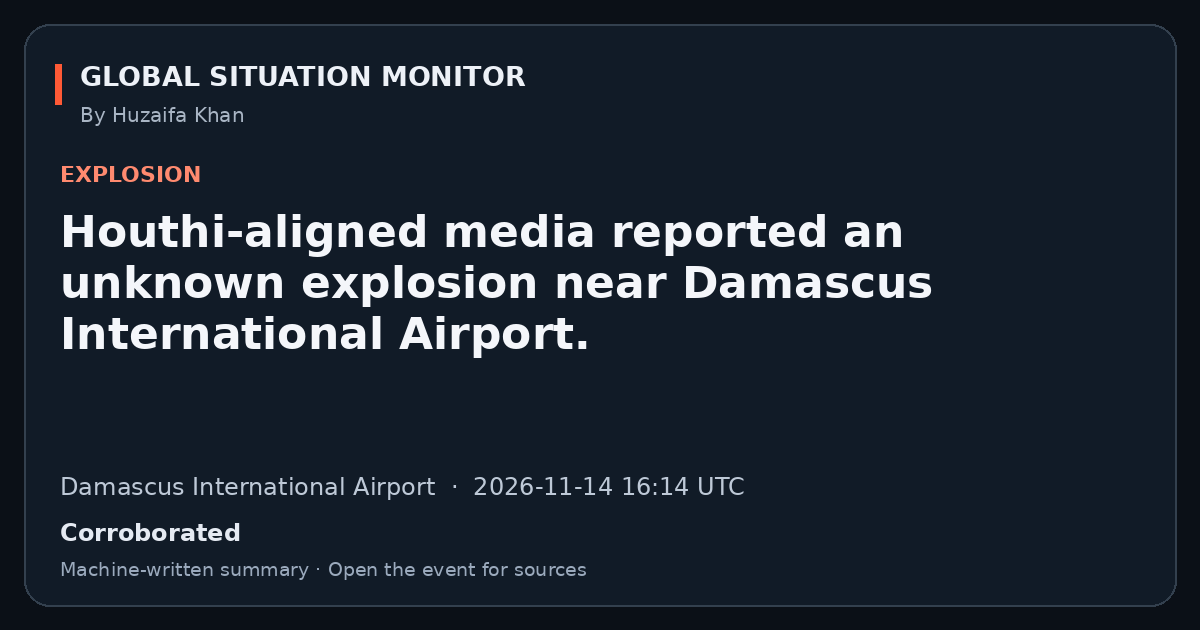 GLOBAL SITUATION MONITOR
By Huzaifa Khan
EXPLOSION
Houthi-aligned media reported an
unknown explosion near Damascus
International Airport.
Damascus International Airport · 2026-11-14 16:14 UTC
Corroborated
Machine-written summary · Open the event for sources